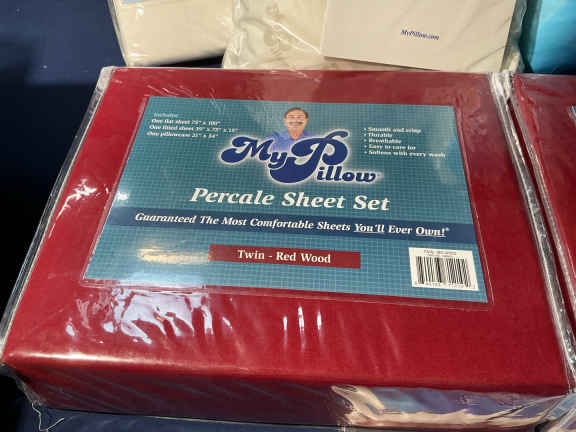 MyPillow.com
Includes:
One flat sheet 75" x 100"
One fitted sheet 39" x 75" x 15"
One pillowcase 21" x 34"
• Smooth and crisp
• Durable
• Breathable
• Easy to care for
• Softens with every wash
MyPillow
Percale Sheet Set
Guaranteed The Most Comfortable Sheets You'll Ever Own!®
Twin - Red Wood